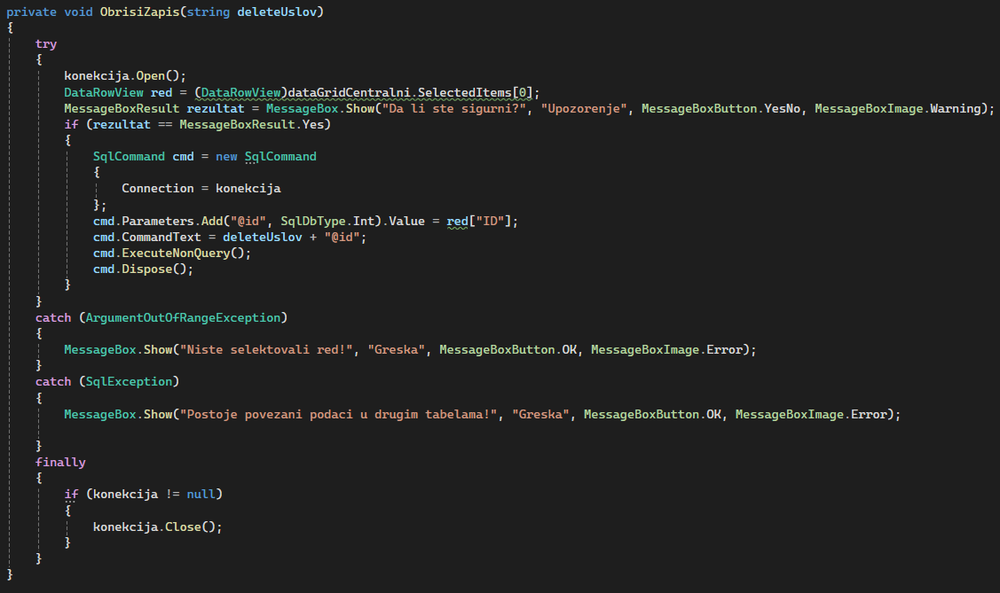 private void ObrisiZapis(string deleteUslov)
{
    try
    {
        konekcija.Open();
        DataRowView red = (DataRowView)dataGridCentralni.SelectedItems[0];
        MessageBoxResult rezultat = MessageBox.Show("Da li ste sigurni?", "Upozorenje", MessageBoxButton.YesNo, MessageBoxImage.Warning);
        if (rezultat == MessageBoxResult.Yes)
        {
            SqlCommand cmd = new SqlCommand
            {
                Connection = konekcija
            };
            cmd.Parameters.Add("@id", SqlDbType.Int).Value = red["ID"];
            cmd.CommandText = deleteUslov + "@id";
            cmd.ExecuteNonQuery();
            cmd.Dispose();
        }
    }
    catch (ArgumentOutOfRangeException)
    {
        MessageBox.Show("Niste selektovali red!", "Greska", MessageBoxButton.OK, MessageBoxImage.Error);
    }
    catch (SqlException)
    {
        MessageBox.Show("Postoje povezani podaci u drugim tabelama!", "Greska", MessageBoxButton.OK, MessageBoxImage.Error);

    }
    finally
    {
        if (konekcija != null)
        {
            konekcija.Close();
        }
    }
}